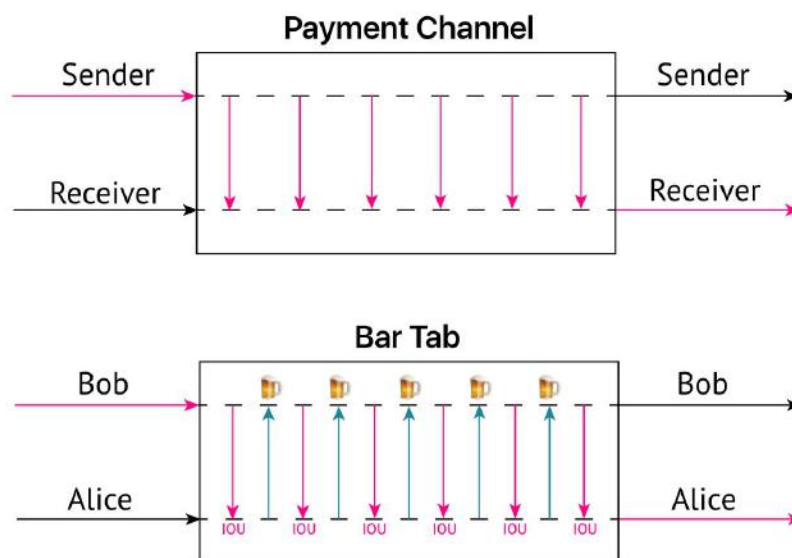 Payment Channel
Sender Sender
Receiver Receiver
Bar Tab
Bob Bob
Alice Alice
IOU IOU IOU IOU IOU IOU